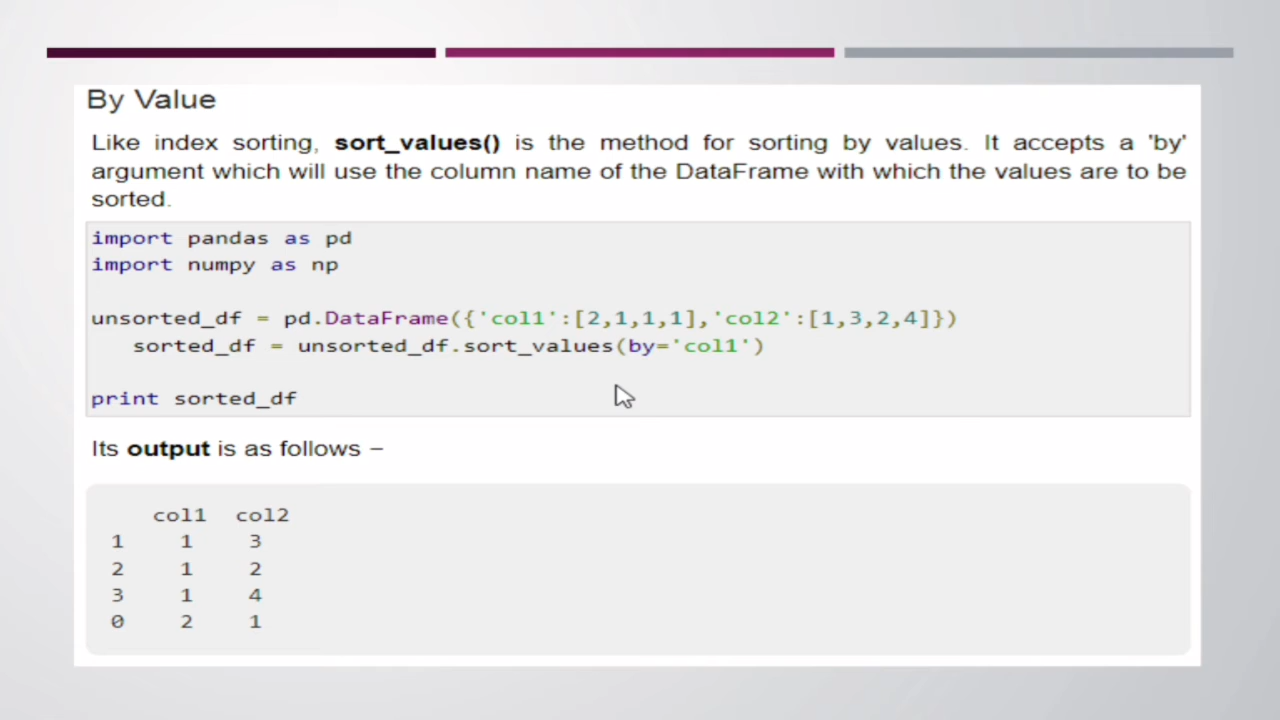 By Value
Like index sorting, sort_values() is the method for sorting by values. It accepts a 'by'
argument which will use the column name of the DataFrame with which the values are to be
sorted.
import pandas as pd
import numpy as np
unsorted_df = pd.DataFrame({'col1':[2,1,1,1],'col2':[1,3,2,4]})
   sorted_df = unsorted_df.sort_values(by='col1')
print sorted_df
Its output is as follows –
col1 col2
1 1 3
2 1 2
3 1 4
0 2 1